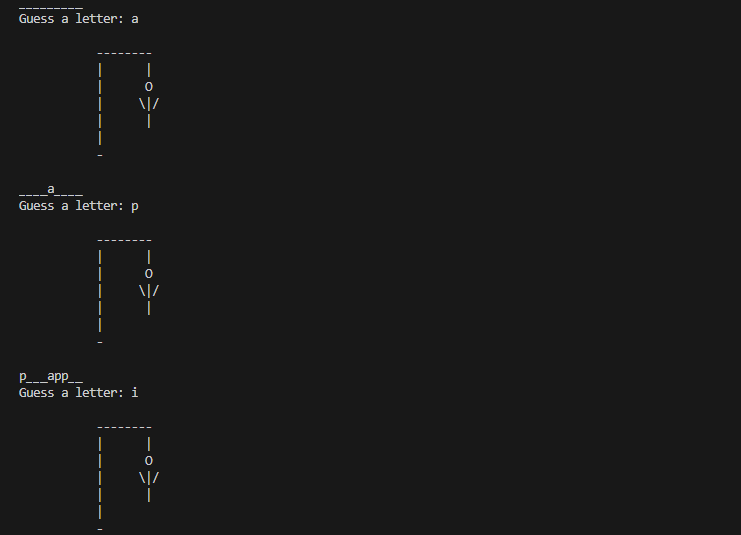 _________
Guess a letter: a
--------
|      |
|      O
|     \|/
|      |
|
-
____a____
Guess a letter: p
--------
|      |
|      O
|     \|/
|      |
|
-
p___app__
Guess a letter: i
--------
|      |
|      O
|     \|/
|      |
|
-